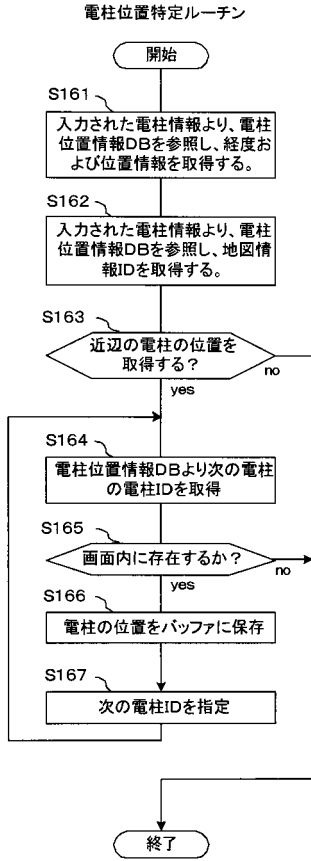 電柱位置特定ルーチン
開始
S161
入力された電柱情報より、電柱
位置情報DBを参照し、経度お
よび位置情報を取得する。
S162
入力された電柱情報より、電柱
位置情報DBを参照し、地図情
報IDを取得する。
S163
近辺の電柱の位置を
取得する？
no
yes
S164
電柱位置情報DBより次の電柱
の電柱IDを取得
S165
画面内に存在するか？
no
yes
S166
電柱の位置をバッファに保存
S167
次の電柱IDを指定
終了